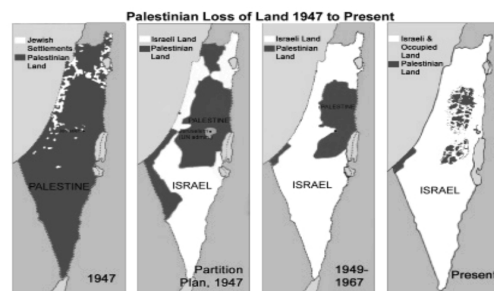 Palestinian Loss of Land 1947 to Present
Jewish
Settlements
Palestinian
Land
PALESTINE
1947
Israeli Land
Palestinian
Land
PALESTINE
ISRAEL
Partition
Plan, 1947
Israeli Land
Palestinian
Land
PALESTINE
ISRAEL
1949-
1967
Israeli &
Occupied Land
Palestinian
Land
ISRAEL
Present